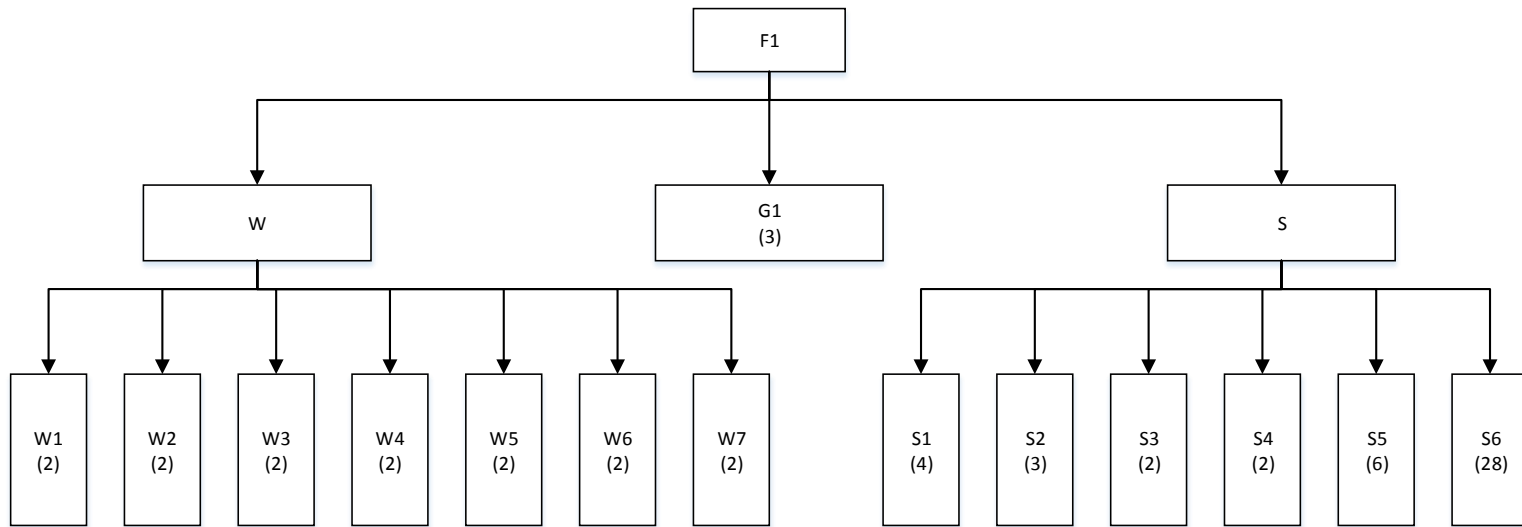 F1
W
G1
(3)
S
W1
(2)
W2
(2)
W3
(2)
W4
(2)
W5
(2)
W6
(2)
W7
(2)
S1
(4)
S2
(3)
S3
(2)
S4
(2)
S5
(6)
S6
(28)